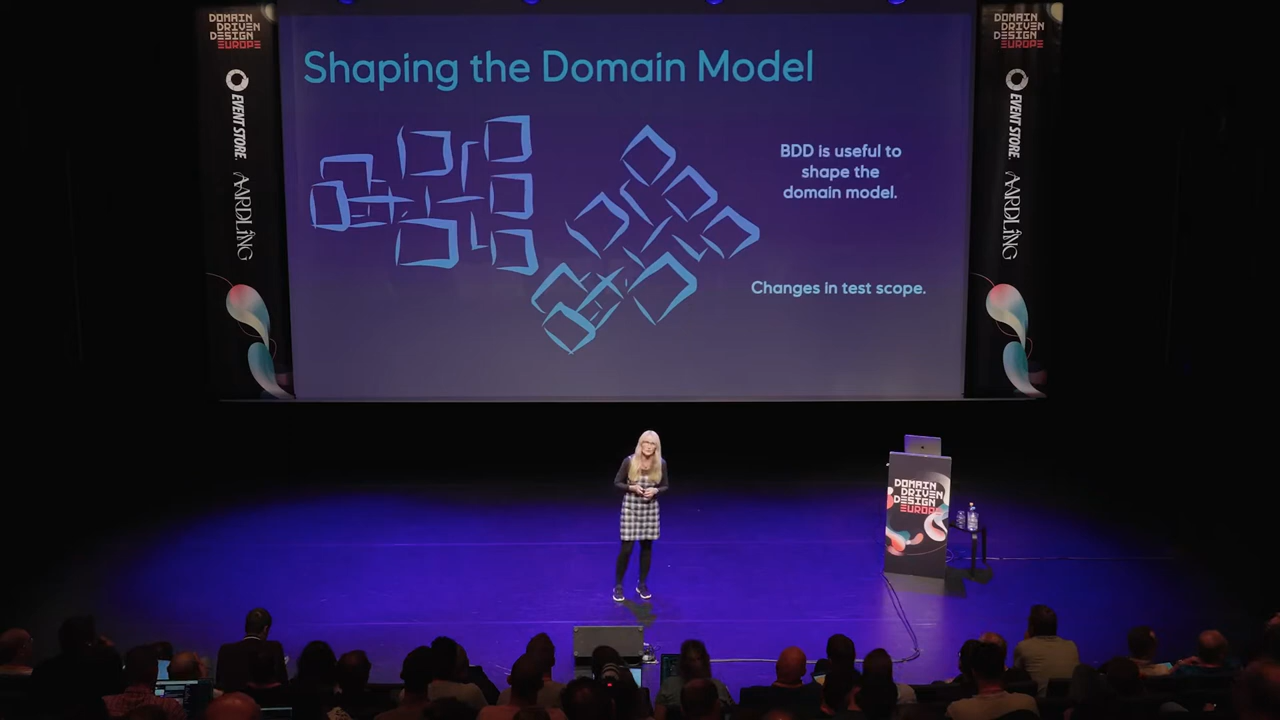 DOMAIN
DRIVEN
DESIGN
EUROPE
EVENT STORE.
AARDLING
Shaping the Domain Model
BDD is useful to
shape the
domain model.
Changes in test scope.
DOMAIN
DRIVEN
DESIGN
EUROPE
EVENT STORE.
AARDLING
DOMAIN
DRIVEN
DESIGN
EUROPE